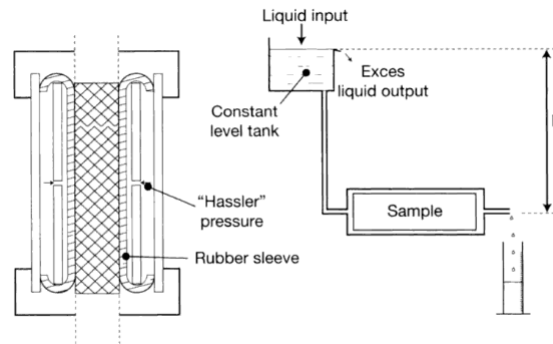 Liquid input
Exces
liquid output
Constant
level tank
"Hassler"
pressure
Sample
Rubber sleeve